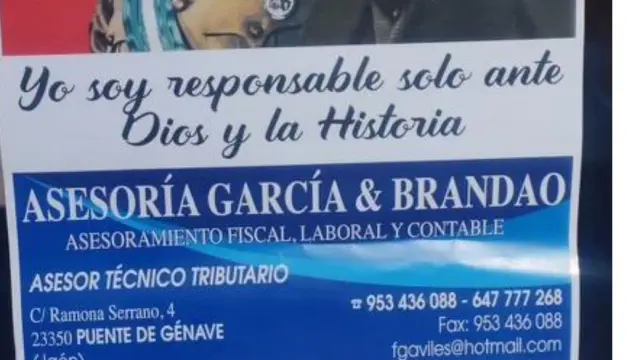 Yo soy responsable solo ante
Dios y la Historia
ASESORÍA GARCÍA & BRANDAO
ASESORAMIENTO FISCAL, LABORAL Y CONTABLE
ASESOR TÉCNICO TRIBUTARIO
C/ Ramona Serrano, 4
23350 PUENTE DE GÉNAVE
(Jaén)
☎ 953 436 088 - 647 777 268
Fax: 953 436 088
fgaviles@hotmail.com